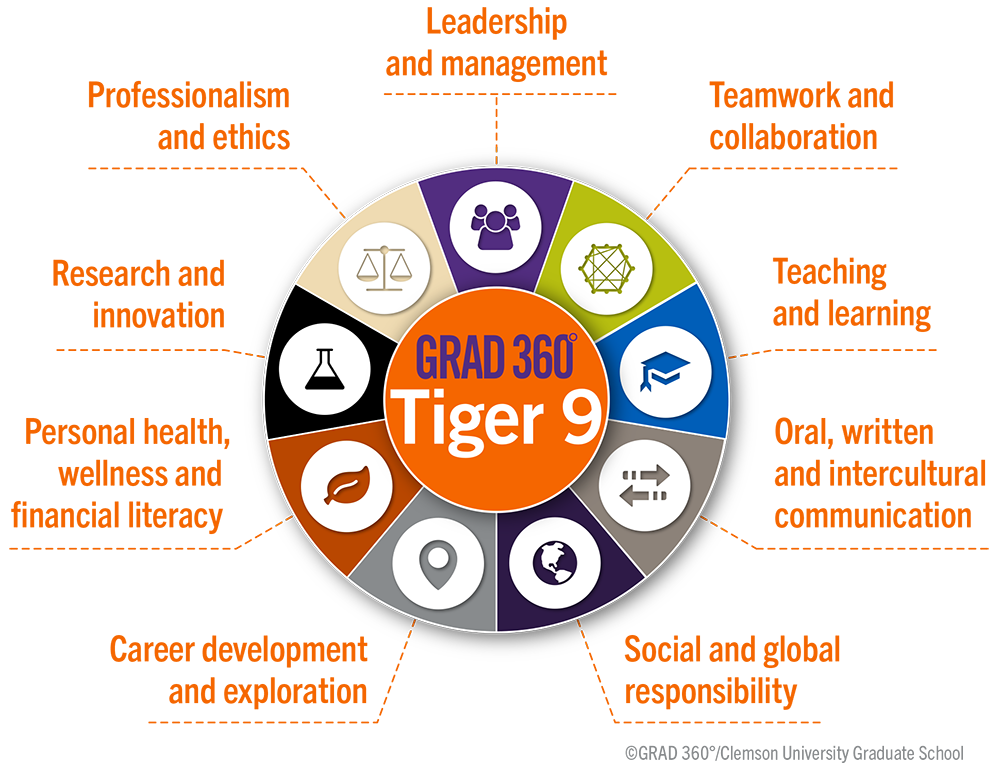 Leadership
and management
Professionalism
and ethics
Teamwork and
collaboration
Research and
innovation
Teaching
and learning
GRAD 360°
Tiger 9
Personal health,
wellness and
financial literacy
Oral, written
and intercultural
communication
Career development
and exploration
Social and global
responsibility
©GRAD 360°/Clemson University Graduate School